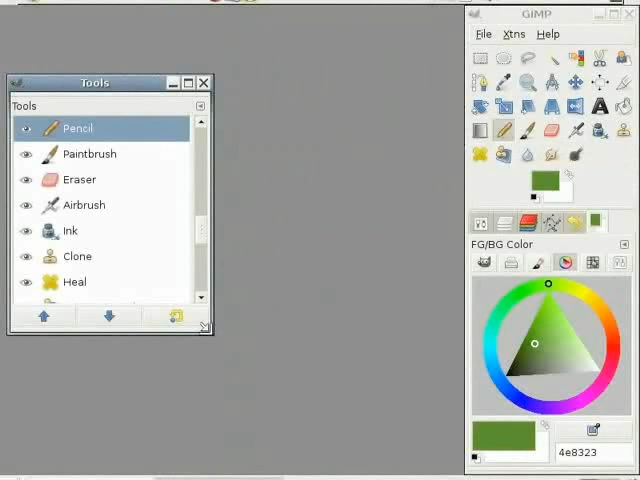 GIMP
File Xtns Help
Tools
Tools
Pencil
Paintbrush
Eraser
Airbrush
Ink
Clone
Heal
FG/BG Color
4e8323